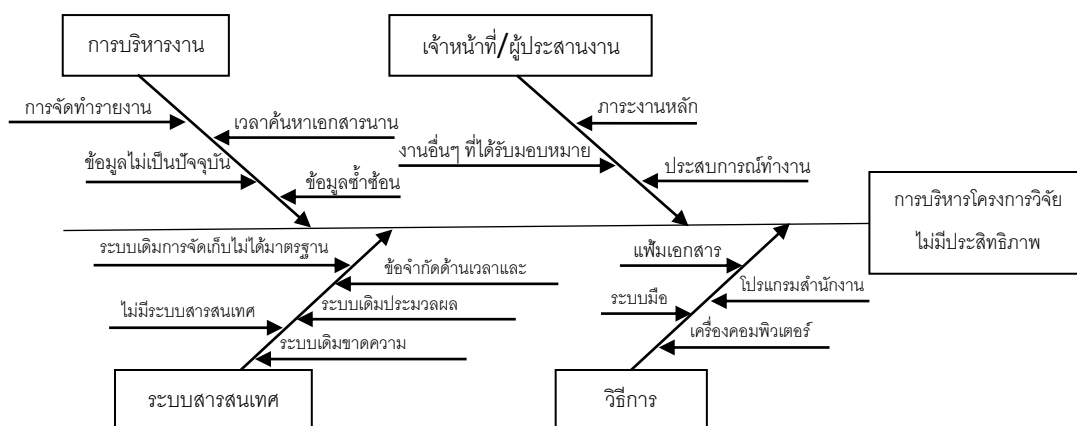 การบริหารงาน
เจ้าหน้าที่/ผู้ประสานงาน
การจัดทำรายงาน
เวลาค้นหาเอกสารนาน
ข้อมูลไม่เป็นปัจจุบัน
ข้อมูลซ้ำซ้อน
ภาระงานหลัก
งานอื่นๆ ที่ได้รับมอบหมาย
ประสบการณ์ทำงาน
การบริหารโครงการวิจัย
ไม่มีประสิทธิภาพ
ระบบเดิมการจัดเก็บไม่ได้มาตรฐาน
ข้อจำกัดด้านเวลาและ
ไม่มีระบบสารสนเทศ
ระบบเดิมประมวลผล
ระบบเดิมขาดความ
แฟ้มเอกสาร
โปรแกรมสำนักงาน
ระบบมือ
เครื่องคอมพิวเตอร์
ระบบสารสนเทศ
วิธีการ